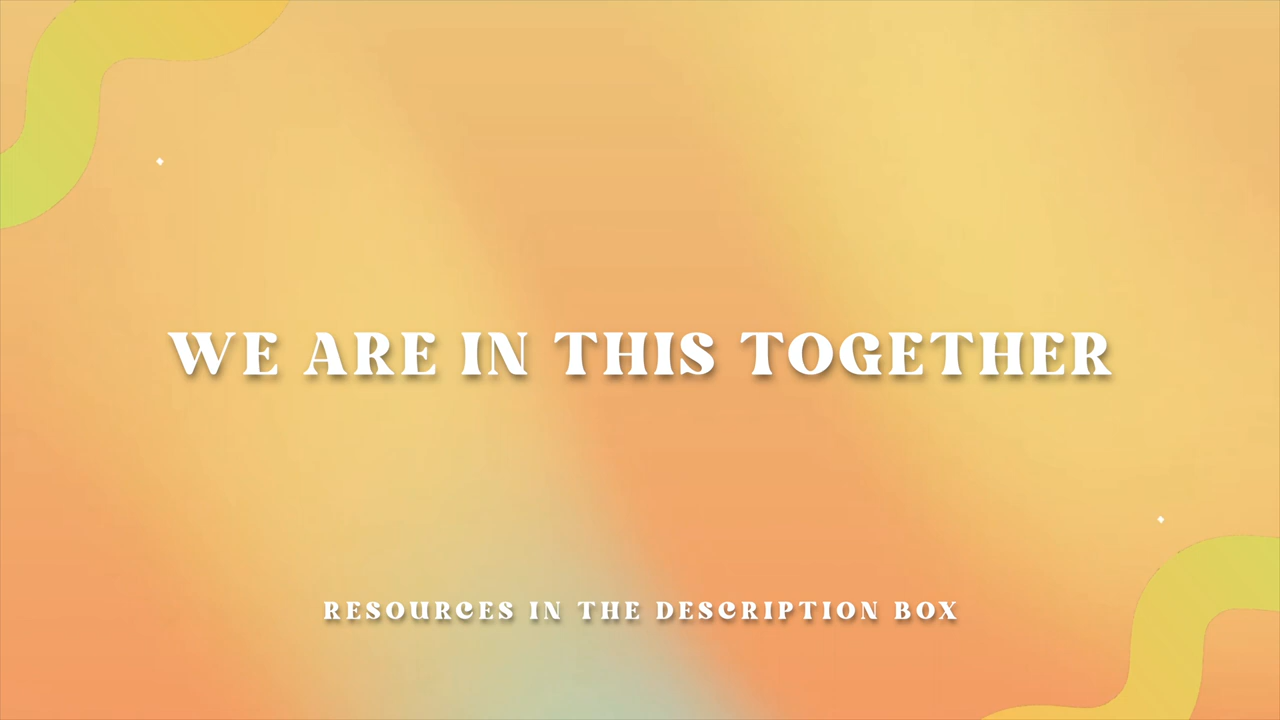 WE ARE IN THIS TOGETHER
RESOURCES IN THE DESCRIPTION BOX